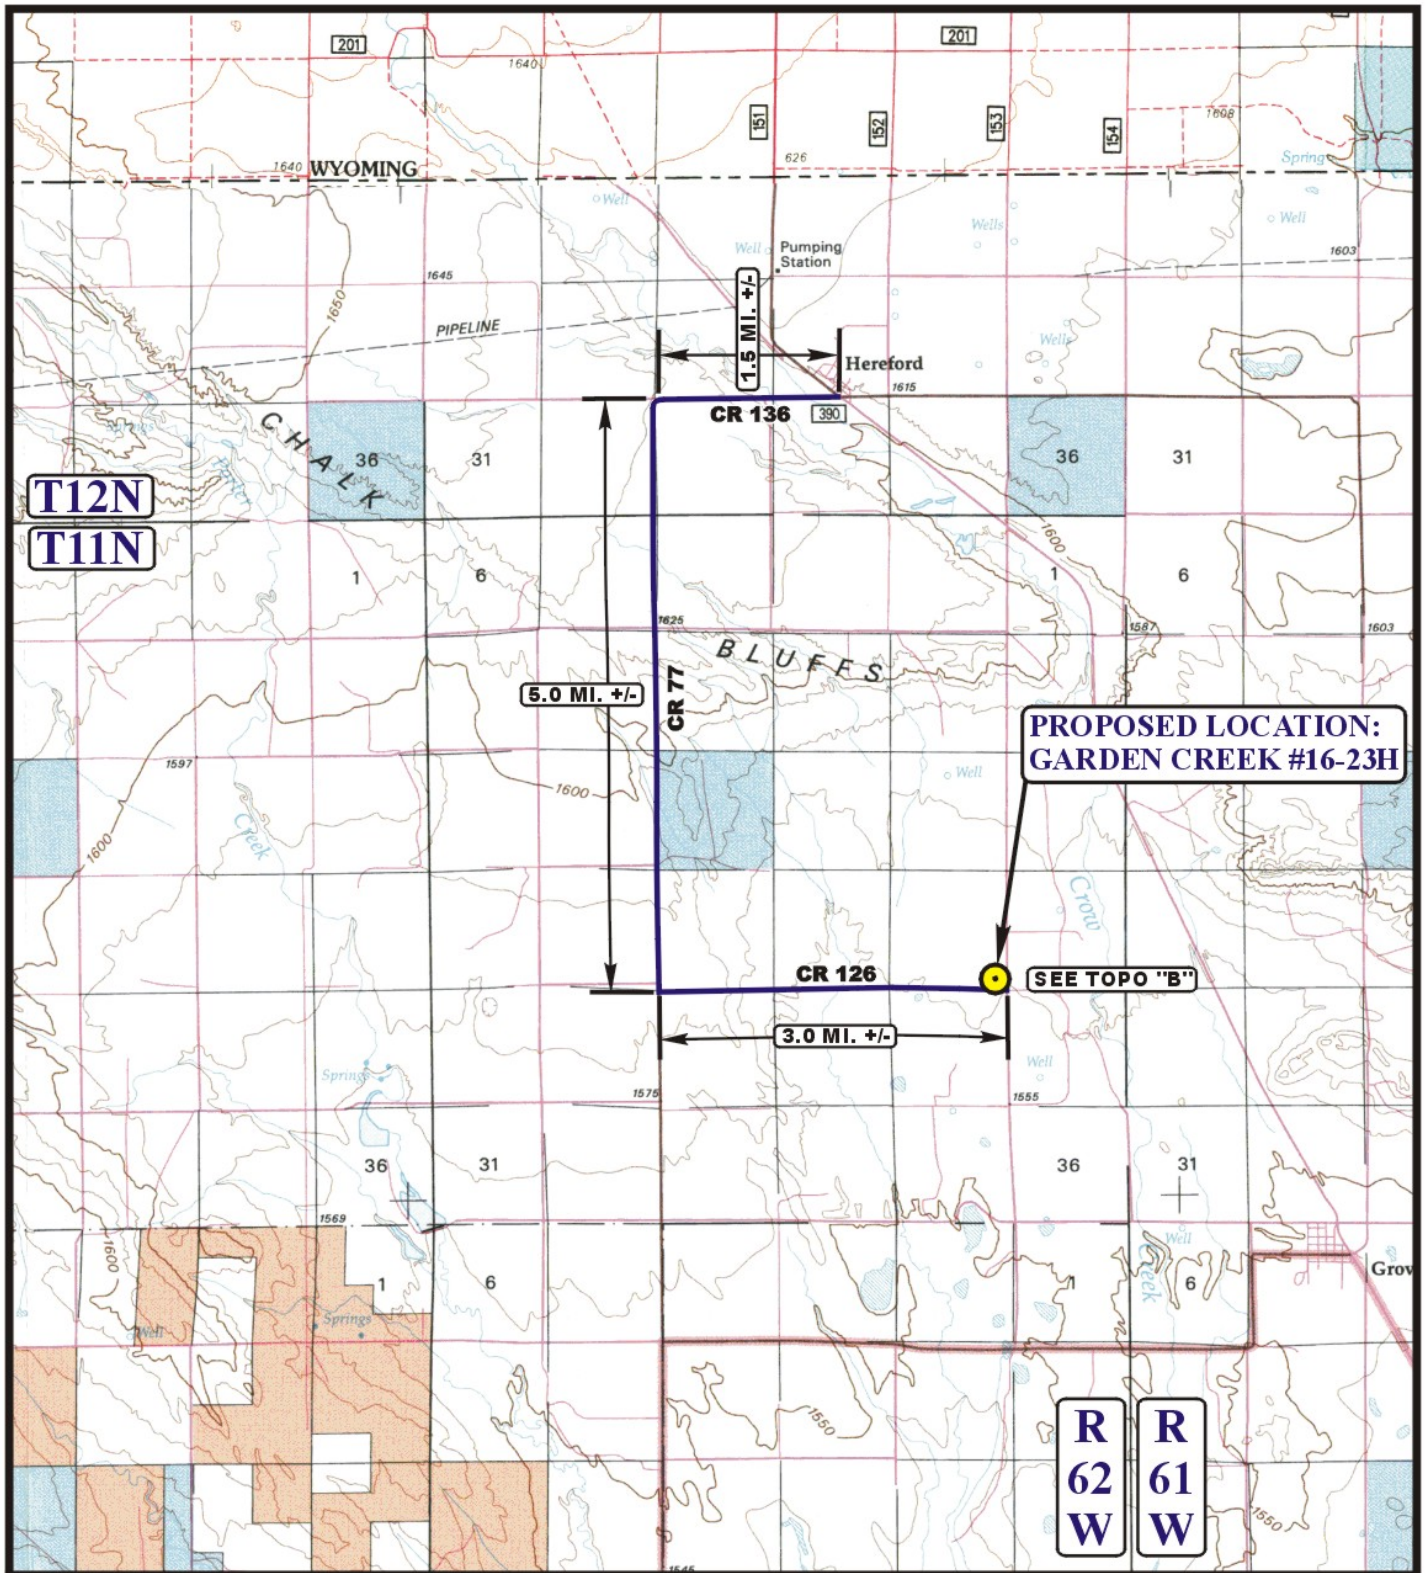 201
201
1640
151
152
153
154
1608
626
1640
WYOMING
Spring
Well
Well
Wells
Well
Pumping
Station
1603
1645
1650
PIPELINE
1.5 MI. +/-
Wells
Hereford
1615
CR 136
390
CHALK
Springs
36
31
36
31
T12N
T11N
1600
1
6
1
6
1625
1587
1603
BLUFFS
5.0 MI. +/-
CR 77
PROPOSED LOCATION:
GARDEN CREEK #16-23H
1597
1600
Well
1600
Creek
Crow
CR 126
SEE TOPO "B"
3.0 MI. +/-
Springs
Well
1575
1555
36
31
36
31
1569
1600
Well
Creek
1
6
1
6
Grov
Springs
Well
1550
R
62
W
R
61
W
1550
1545